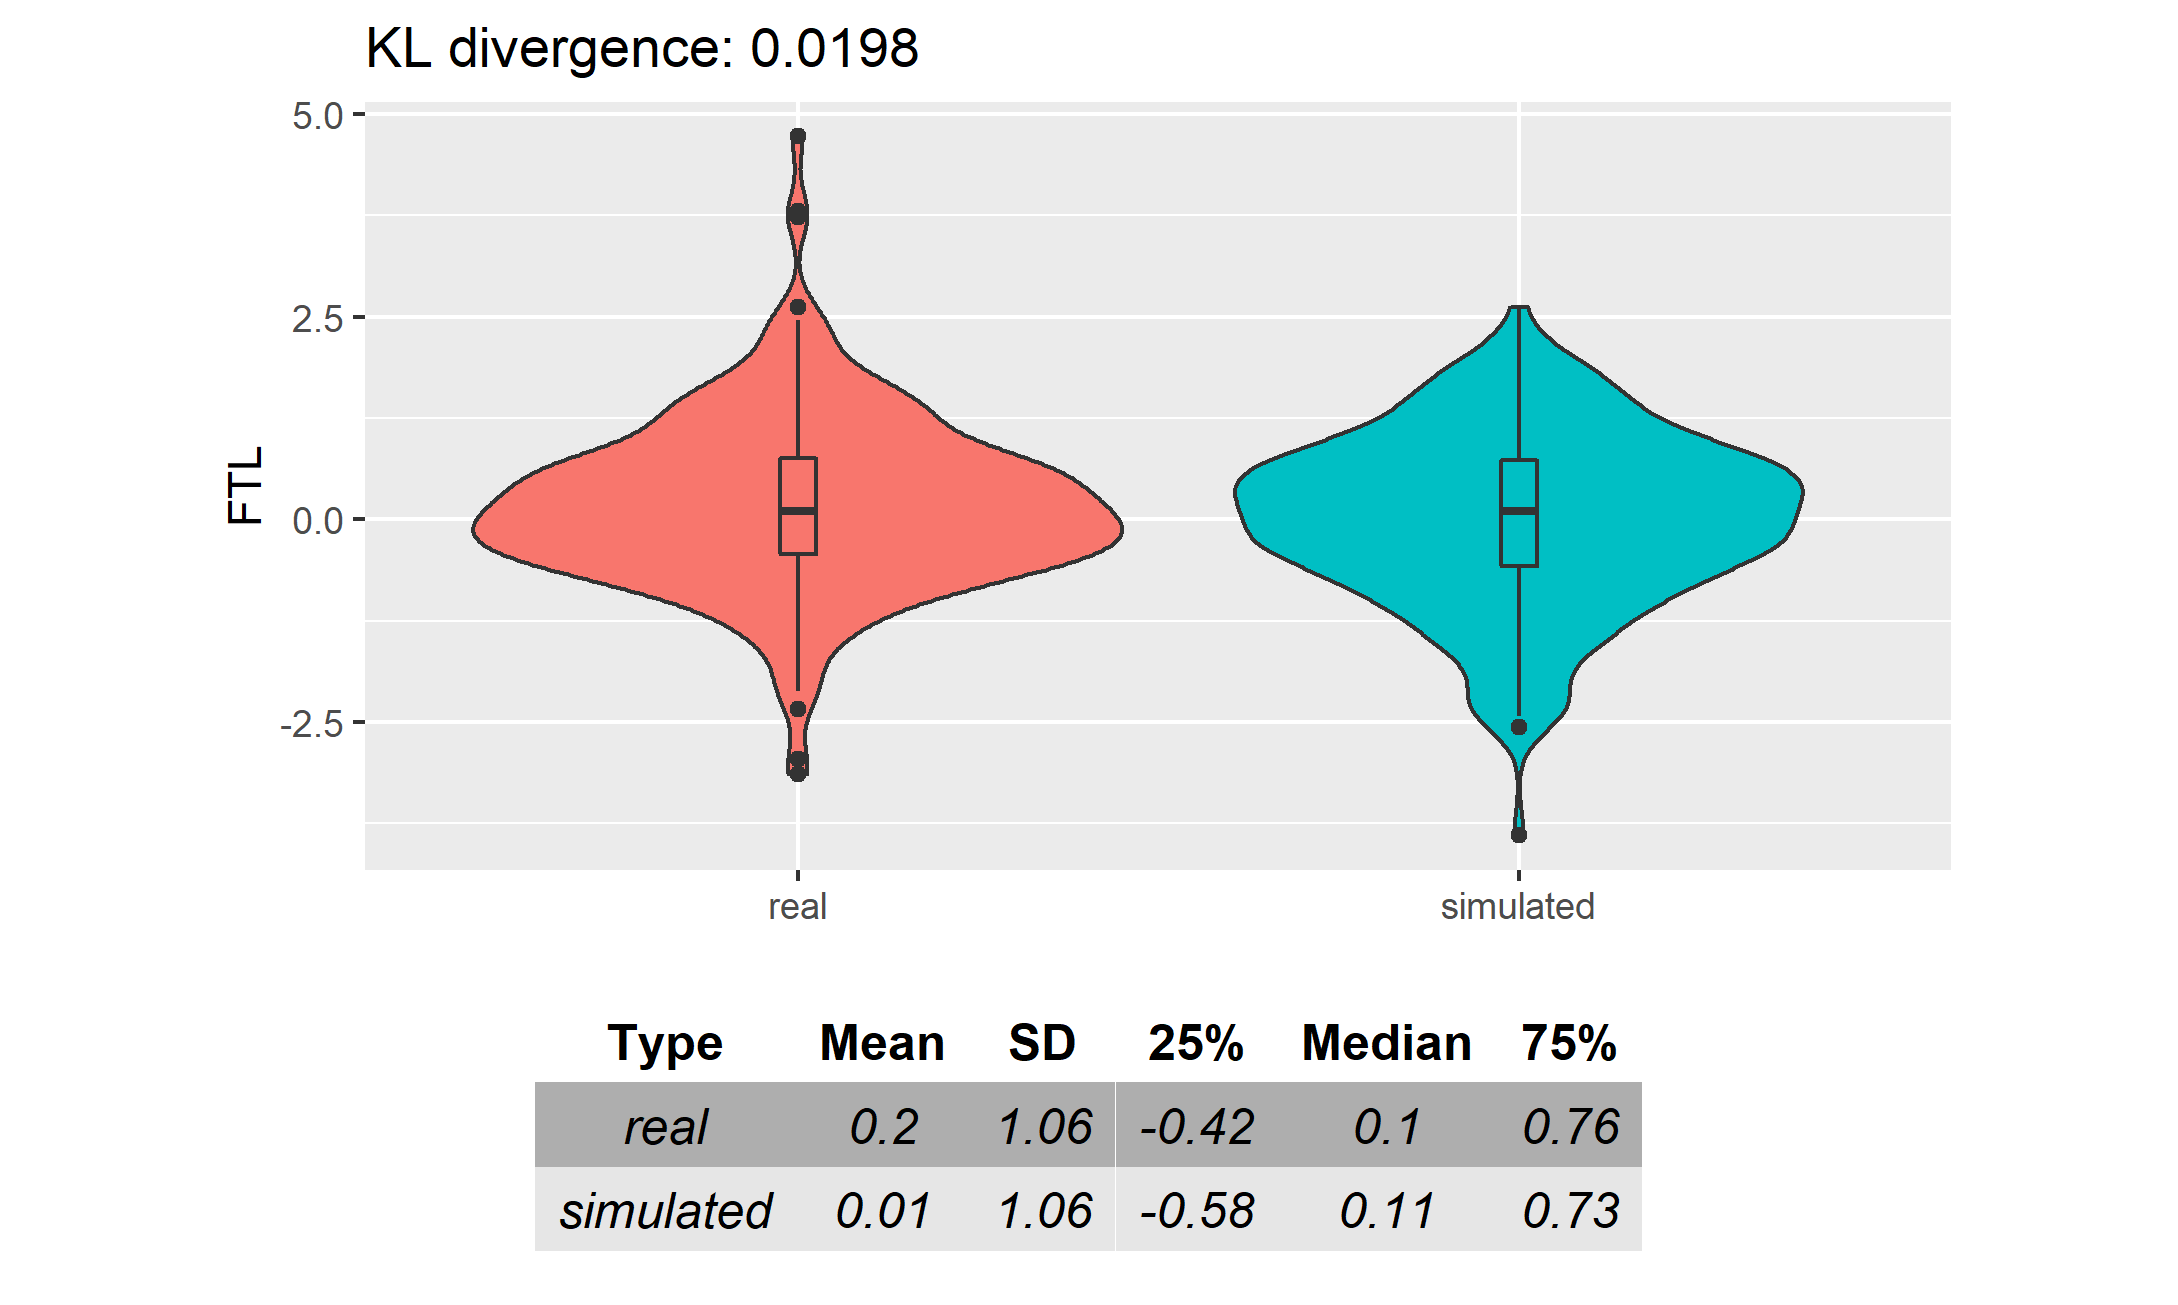 KL divergence: 0.0198
5.0
2.5
0.0
-2.5
FTL
real simulated
Type Mean SD 25% Median 75%
real 0.2 1.06 -0.42 0.1 0.76
simulated 0.01 1.06 -0.58 0.11 0.73